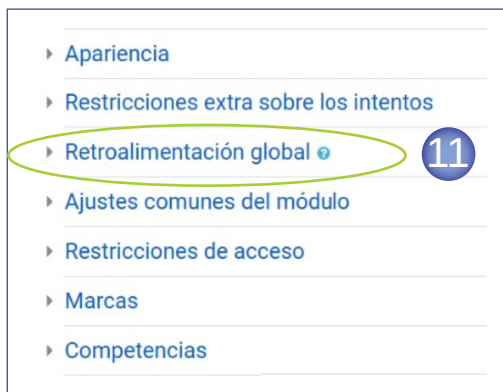 Apariencia
Restricciones extra sobre los intentos
Retroalimentación global ?
11
Ajustes comunes del módulo
Restricciones de acceso
Marcas
Competencias